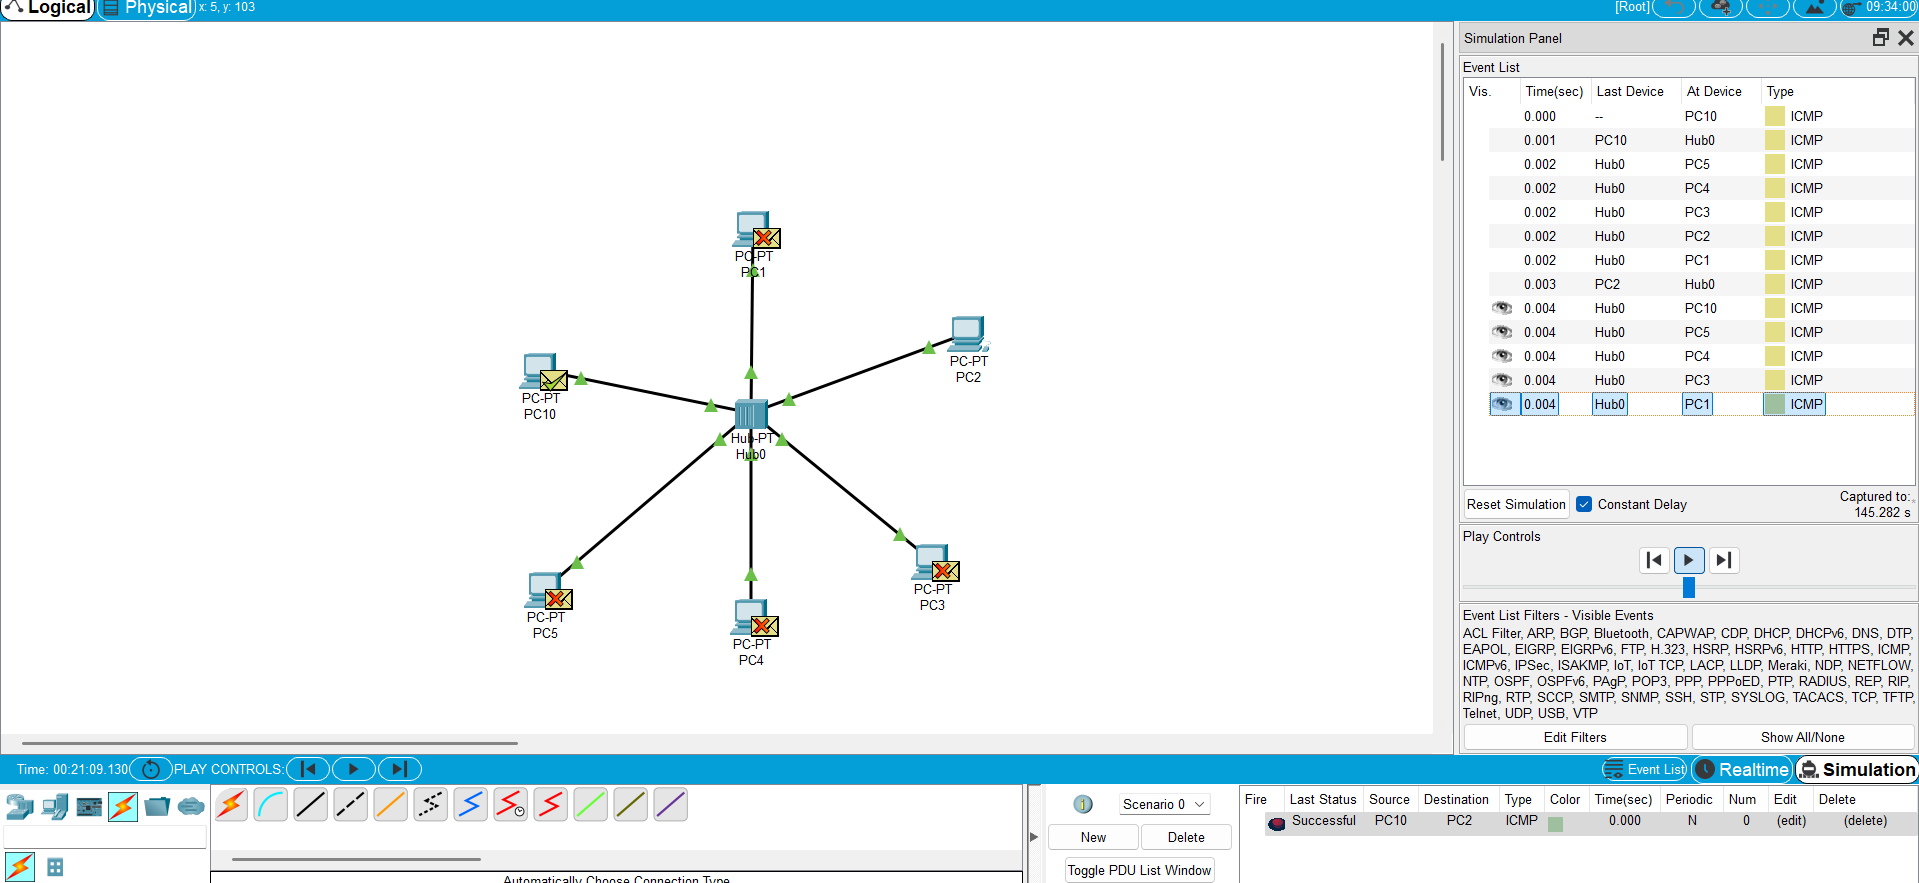 Logical Physical x: 5, y: 103 [Root] 09:34:00
PC-PT
PC1
PC-PT
PC2
PC-PT
PC10
Hub-PT
Hub0
PC-PT
PC3
PC-PT
PC5
PC-PT
PC4
Simulation Panel
Event List
Vis. Time(sec) Last Device At Device Type
0.000 -- PC10 ICMP
0.001 PC10 Hub0 ICMP
0.002 Hub0 PC5 ICMP
0.002 Hub0 PC4 ICMP
0.002 Hub0 PC3 ICMP
0.002 Hub0 PC2 ICMP
0.002 Hub0 PC1 ICMP
0.003 PC2 Hub0 ICMP
0.004 Hub0 PC10 ICMP
0.004 Hub0 PC5 ICMP
0.004 Hub0 PC4 ICMP
0.004 Hub0 PC3 ICMP
0.004 Hub0 PC1 ICMP
Reset Simulation Constant Delay Captured to:
145.282 s
Play Controls
Event List Filters - Visible Events
ACL Filter, ARP, BGP, Bluetooth, CAPWAP, CDP, DHCP, DHCPv6, DNS, DTP,
EAPOL, EIGRP, EIGRPv6, FTP, H.323, HSRP, HSRPv6, HTTP, HTTPS, ICMP,
ICMPv6, IPSec, ISAKMP, IoT, IoT TCP, LACP, LLDP, Meraki, NDP, NETFLOW,
NTP, OSPF, OSPFv6, PAgP, POP3, PPP, PPPoED, PTP, RADIUS, REP, RIP,
RIPng, RTP, SCCP, SMTP, SNMP, SSH, STP, SYSLOG, TACACS, TCP, TFTP,
Telnet, UDP, USB, VTP
Edit Filters Show All/None
Time: 00:21:09.130 PLAY CONTROLS: Event List Realtime Simulation
1 Scenario 0
New Delete
Toggle PDU List Window
Fire Last Status Source Destination Type Color Time(sec) Periodic Num Edit Delete
Successful PC10 PC2 ICMP 0.000 N 0 (edit) (delete)
Automatically Choose Connection Type